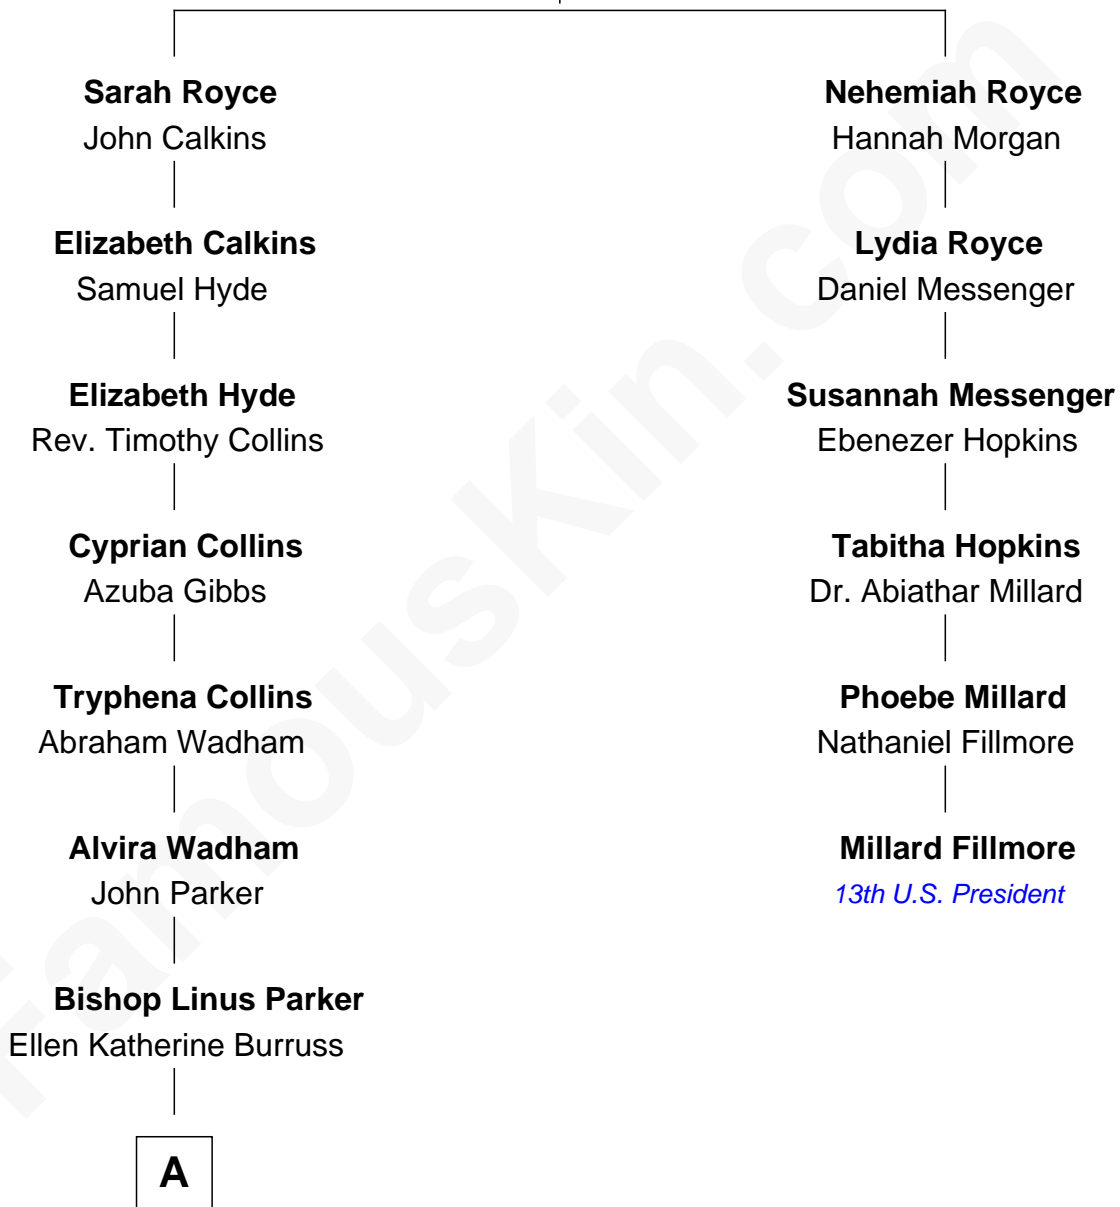 Sarah Royce
John Calkins
Elizabeth Calkins
Samuel Hyde
Elizabeth Hyde
Rev. Timothy Collins
Cyprian Collins
Azuba Gibbs
Tryphena Collins
Abraham Wadham
Alvira Wadham
John Parker
Bishop Linus Parker
Ellen Katherine Burruss
A
Nehemiah Royce
Hannah Morgan
Lydia Royce
Daniel Messenger
Susannah Messenger
Ebenezer Hopkins
Tabitha Hopkins
Dr. Abiathar Millard
Phoebe Millard
Nathaniel Fillmore
Millard Fillmore
13th U.S. President
FamousKin.com